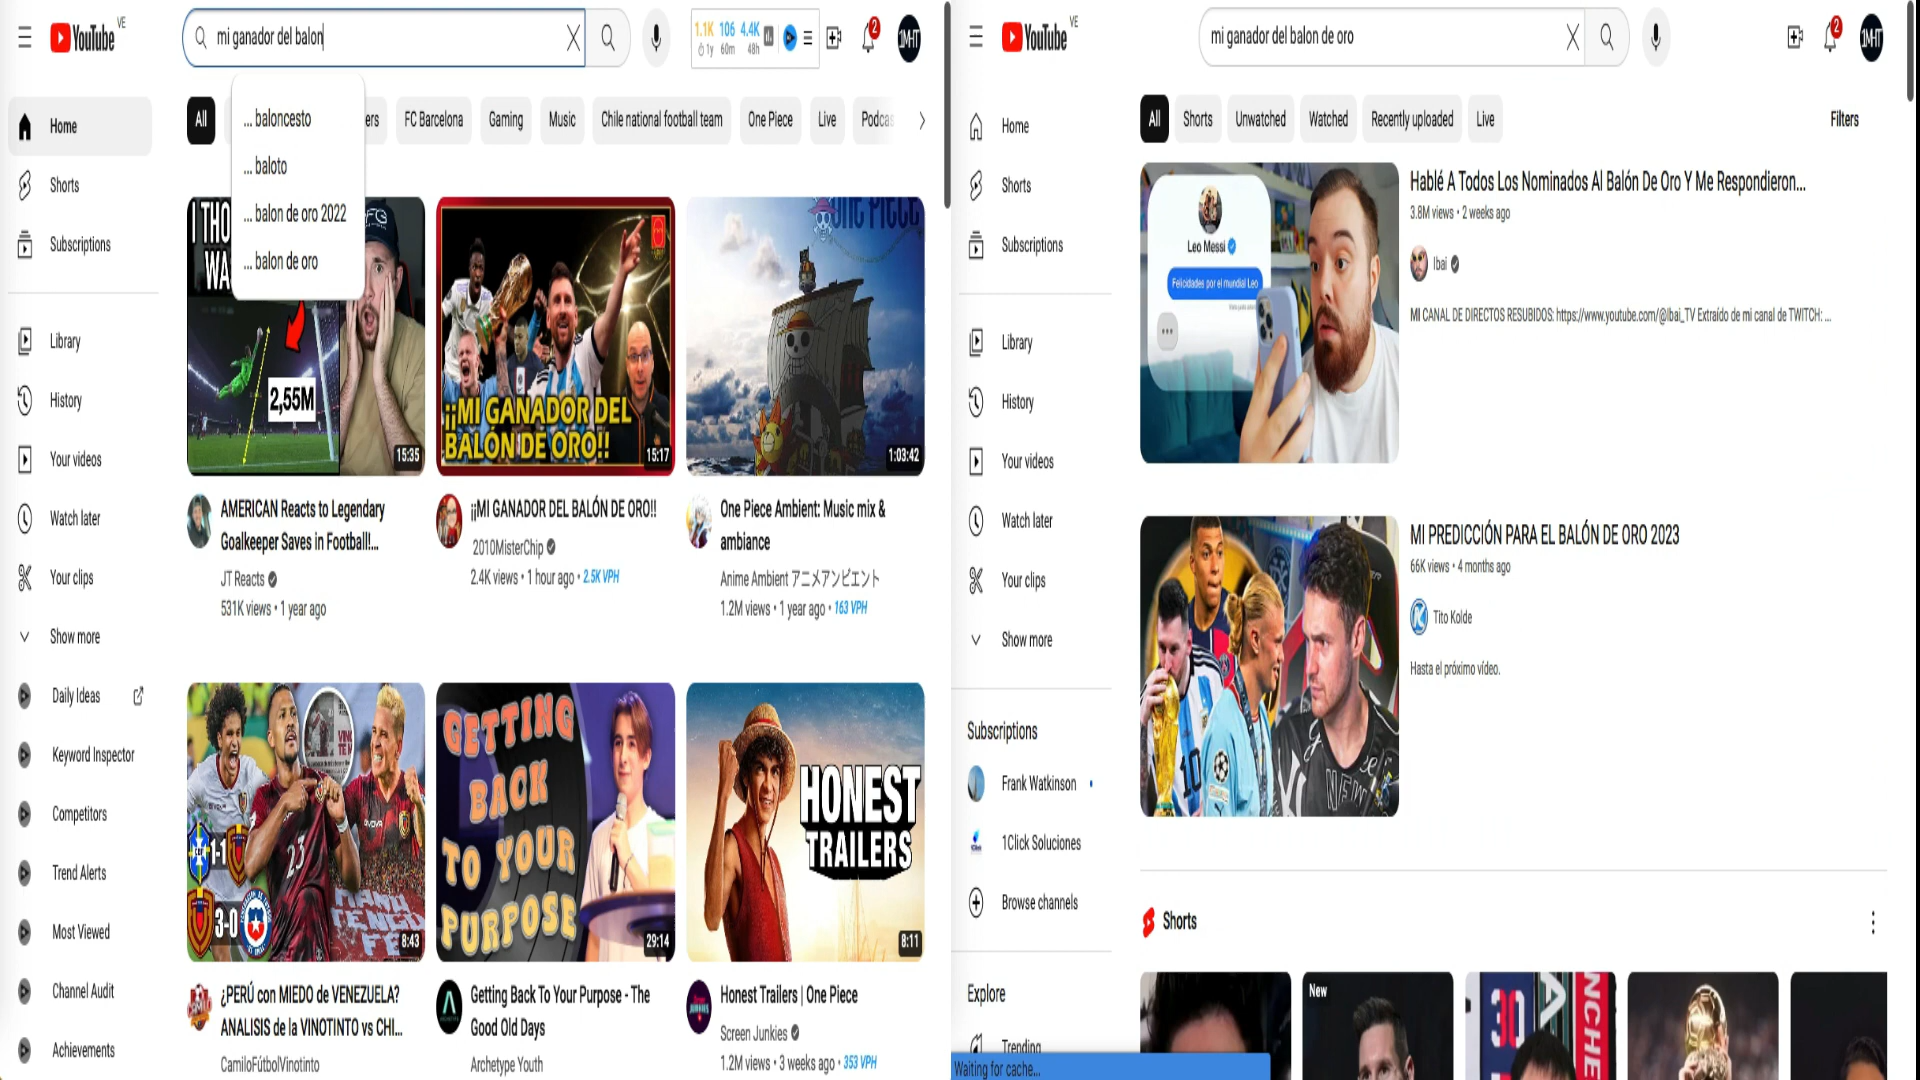 YouTube VE
mi ganador del balon
1.1K 106 4.4K
1y 60m 48h
2
1MHT
... baloncesto
... baloto
... balon de oro 2022
... balon de oro
All
ers
FC Barcelona
Gaming
Music
Chile national football team
One Piece
Live
Podcas
Home
Shorts
Subscriptions
Library
History
Your videos
Watch later
Your clips
Show more
Daily Ideas
Keyword Inspector
Competitors
Trend Alerts
Most Viewed
Channel Audit
Achievements
I THO
WA
2,55M
15:35
AMERICAN Reacts to Legendary
Goalkeeper Saves in Football!...
JT Reacts
531K views • 1 year ago
¡¡MI GANADOR DEL
BALÓN DE ORO!!
15:17
¡¡MI GANADOR DEL BALÓN DE ORO!!
2010MisterChip
2.4K views • 1 hour ago • 2.5K VPH
ONE PIECE
1:03:42
One Piece Ambient: Music mix &
ambiance
Anime Ambient アニメアンビエント
1.2M views • 1 year ago • 163 VPH
1-1
3-0
23
MANO
TENGO
FE
8:43
¿PERÚ con MIEDO de VENEZUELA?
ANALISIS de la VINOTINTO vs CHI...
CamiloFútbolVinotinto
GETTING
BACK
TO YOUR
PURPOSE
29:14
Getting Back To Your Purpose - The
Good Old Days
Archetype Youth
HONEST
TRAILERS
8:11
Honest Trailers | One Piece
Screen Junkies
1.2M views • 3 weeks ago • 353 VPH
YouTube VE
mi ganador del balon de oro
2
1MHT
All
Shorts
Unwatched
Watched
Recently uploaded
Live
Filters
Home
Shorts
Subscriptions
Library
History
Your videos
Watch later
Your clips
Show more
Subscriptions
Frank Watkinson
1Click Soluciones
Browse channels
Explore
Trending
Waiting for cache...
Leo Messi
Felicidades por el mundial Leo
Hablé A Todos Los Nominados Al Balón De Oro Y Me Respondieron...
3.8M views • 2 weeks ago
Ibai
MI CANAL DE DIRECTOS RESUBIDOS: https://www.youtube.com/@Ibai_TV Extraído de mi canal de TWITCH: ...
10
MI PREDICCIÓN PARA EL BALÓN DE ORO 2023
66K views • 4 months ago
Tito Kolde
Hasta el próximo vídeo.
Shorts
New
30